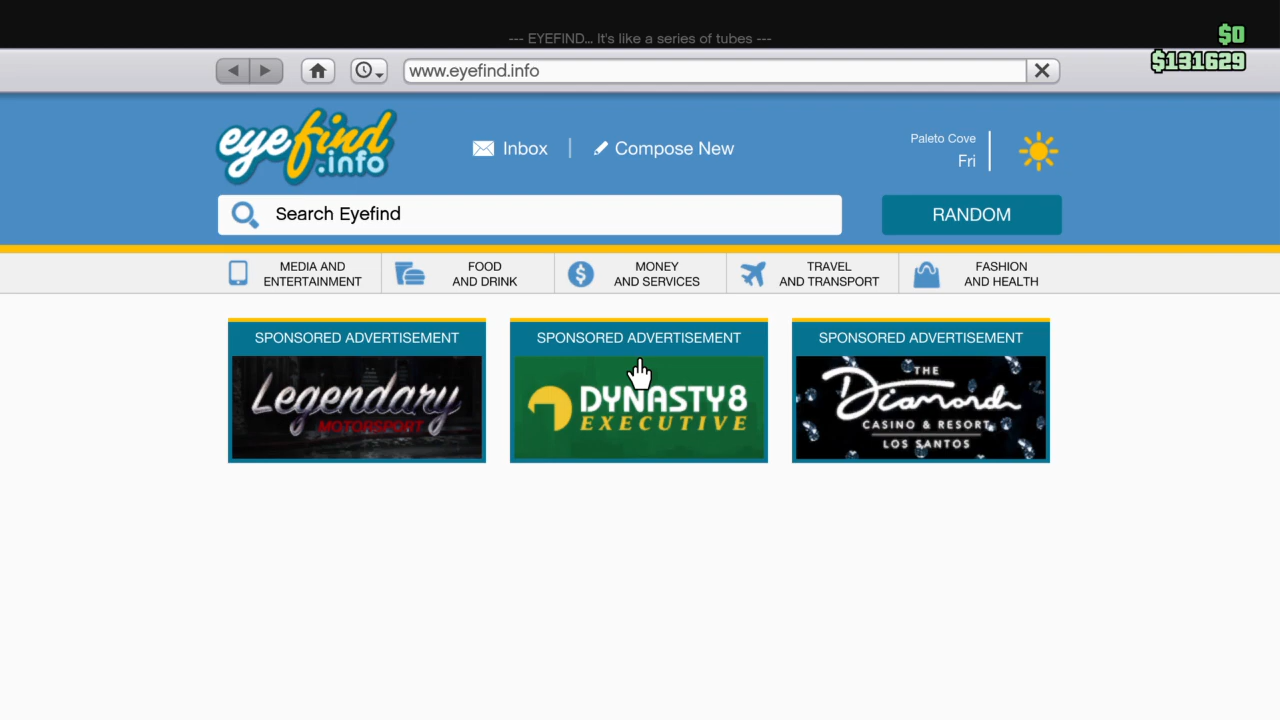 --- EYEFIND... It's like a series of tubes ---
$0
$131629
www.eyefind.info
eyefind
.info
Inbox
Compose New
Paleto Cove
Fri
Search Eyefind
RANDOM
MEDIA AND
ENTERTAINMENT
FOOD
AND DRINK
MONEY
AND SERVICES
TRAVEL
AND TRANSPORT
FASHION
AND HEALTH
SPONSORED ADVERTISEMENT
Legendary
MOTORSPORT
SPONSORED ADVERTISEMENT
DYNASTY8
EXECUTIVE
SPONSORED ADVERTISEMENT
THE
Diamond
CASINO & RESORT
LOS SANTOS